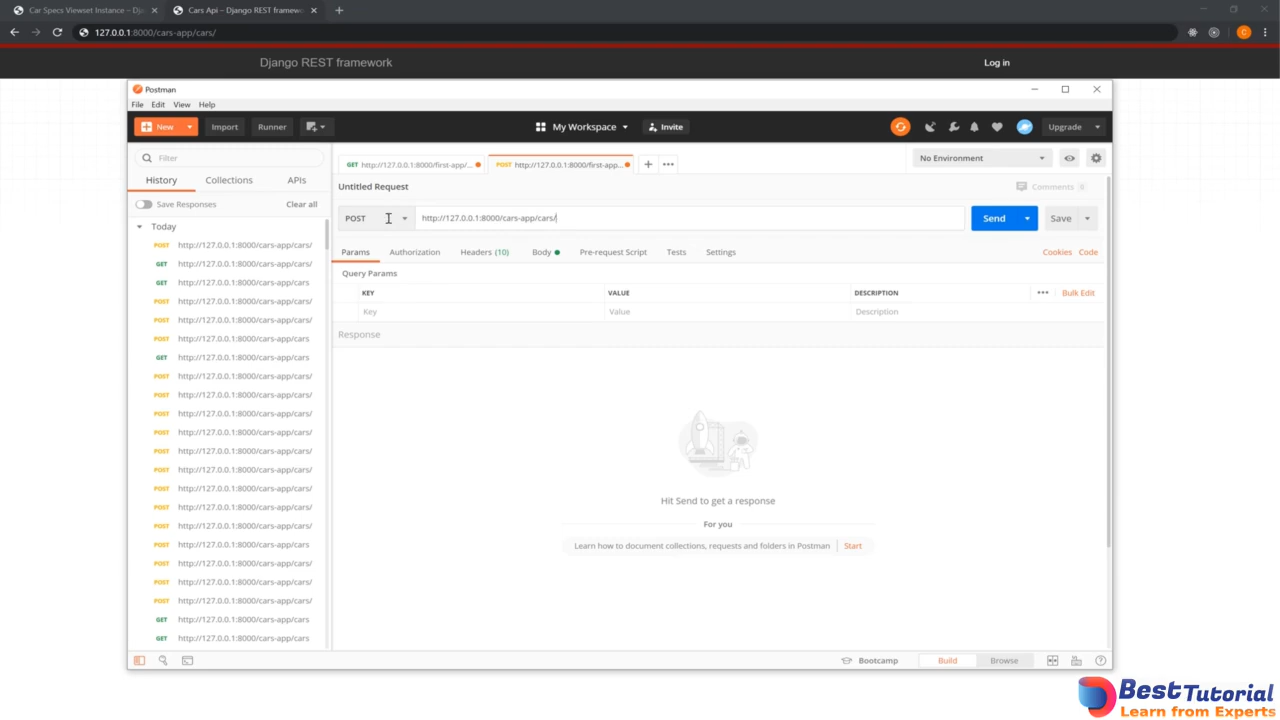 Car Specs Viewset Instance – Dj
Cars Api – Django REST framewo
127.0.0.1:8000/cars-app/cars/
Django REST framework
Log in
Postman
File Edit View Help
New
Import
Runner
My Workspace
Invite
Upgrade
Filter
GET http://127.0.0.1:8000/first-app/...
POST http://127.0.0.1:8000/first-app...
No Environment
History
Collections
APIs
Untitled Request
Comments 0
Save Responses
Clear all
POST
http://127.0.0.1:8000/cars-app/cars/
Send
Save
Today
POST http://127.0.0.1:8000/cars-app/cars/
GET http://127.0.0.1:8000/cars-app/cars/
GET http://127.0.0.1:8000/cars-app/cars
POST http://127.0.0.1:8000/cars-app/cars/
POST http://127.0.0.1:8000/cars-app/cars/
POST http://127.0.0.1:8000/cars-app/cars
GET http://127.0.0.1:8000/cars-app/cars
POST http://127.0.0.1:8000/cars-app/cars/
POST http://127.0.0.1:8000/cars-app/cars/
POST http://127.0.0.1:8000/cars-app/cars/
POST http://127.0.0.1:8000/cars-app/cars/
POST http://127.0.0.1:8000/cars-app/cars/
POST http://127.0.0.1:8000/cars-app/cars/
POST http://127.0.0.1:8000/cars-app/cars/
POST http://127.0.0.1:8000/cars-app/cars/
POST http://127.0.0.1:8000/cars-app/cars/
POST http://127.0.0.1:8000/cars-app/cars
POST http://127.0.0.1:8000/cars-app/cars/
POST http://127.0.0.1:8000/cars-app/cars/
POST http://127.0.0.1:8000/cars-app/cars/
GET http://127.0.0.1:8000/cars-app/cars
GET http://127.0.0.1:8000/cars-app/cars
Params
Authorization
Headers (10)
Body
Pre-request Script
Tests
Settings
Cookies
Code
Query Params
KEY
VALUE
DESCRIPTION
Bulk Edit
Key
Value
Description
Response
Hit Send to get a response
For you
Learn how to document collections, requests and folders in Postman
Start
Bootcamp
Build
Browse
BestTutorial
Learn from Experts